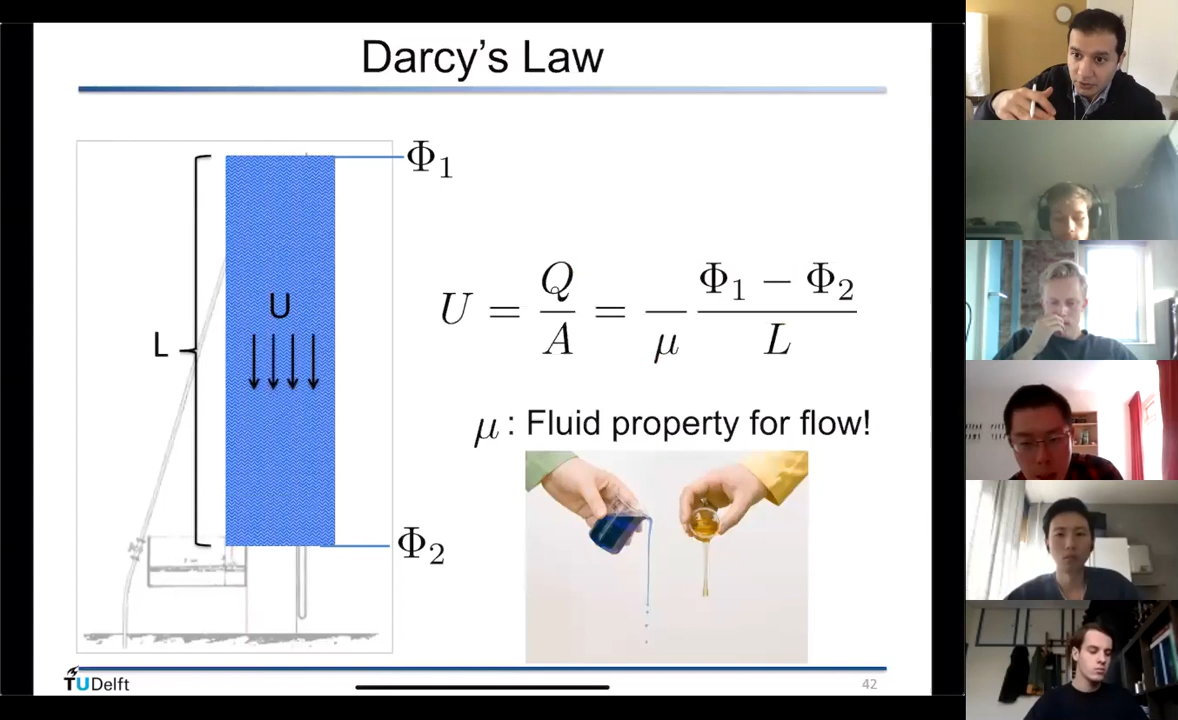 Darcy's Law
Φ₁
U
L
U = Q/A = /μ (Φ₁ − Φ₂)/L
μ : Fluid property for flow!
Φ₂
TUDelft
42